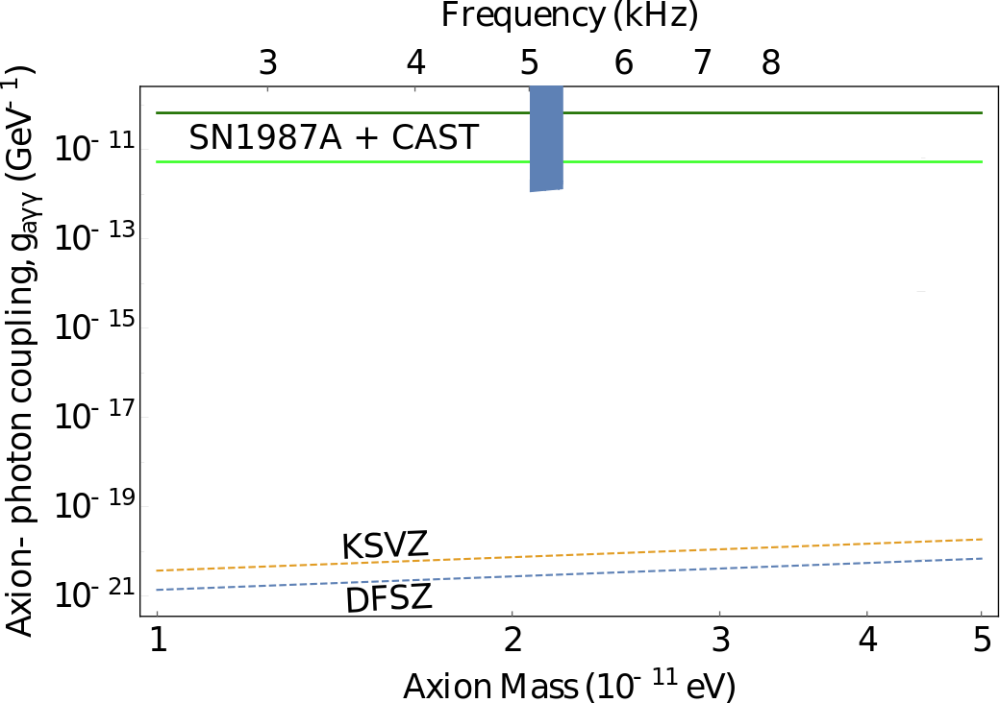 Frequency (kHz)
3 4 5 6 7 8
Axion- photon coupling, gaγγ (GeV- 1)
10- 11
10- 13
10- 15
10- 17
10- 19
10- 21
SN1987A + CAST
KSVZ
DFSZ
1 2 3 4 5
Axion Mass (10- 11 eV)